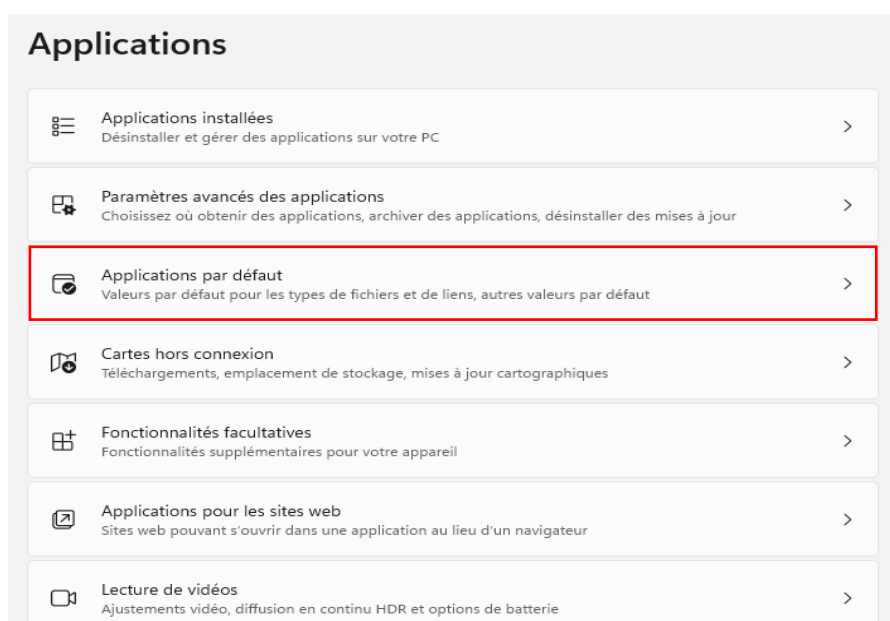 Applications
Applications installées
Désinstaller et gérer des applications sur votre PC
Paramètres avancés des applications
Choisissez où obtenir des applications, archiver des applications, désinstaller des mises à jour
Applications par défaut
Valeurs par défaut pour les types de fichiers et de liens, autres valeurs par défaut
Cartes hors connexion
Téléchargements, emplacement de stockage, mises à jour cartographiques
Fonctionnalités facultatives
Fonctionnalités supplémentaires pour votre appareil
Applications pour les sites web
Sites web pouvant s'ouvrir dans une application au lieu d'un navigateur
Lecture de vidéos
Ajustements vidéo, diffusion en continu HDR et options de batterie